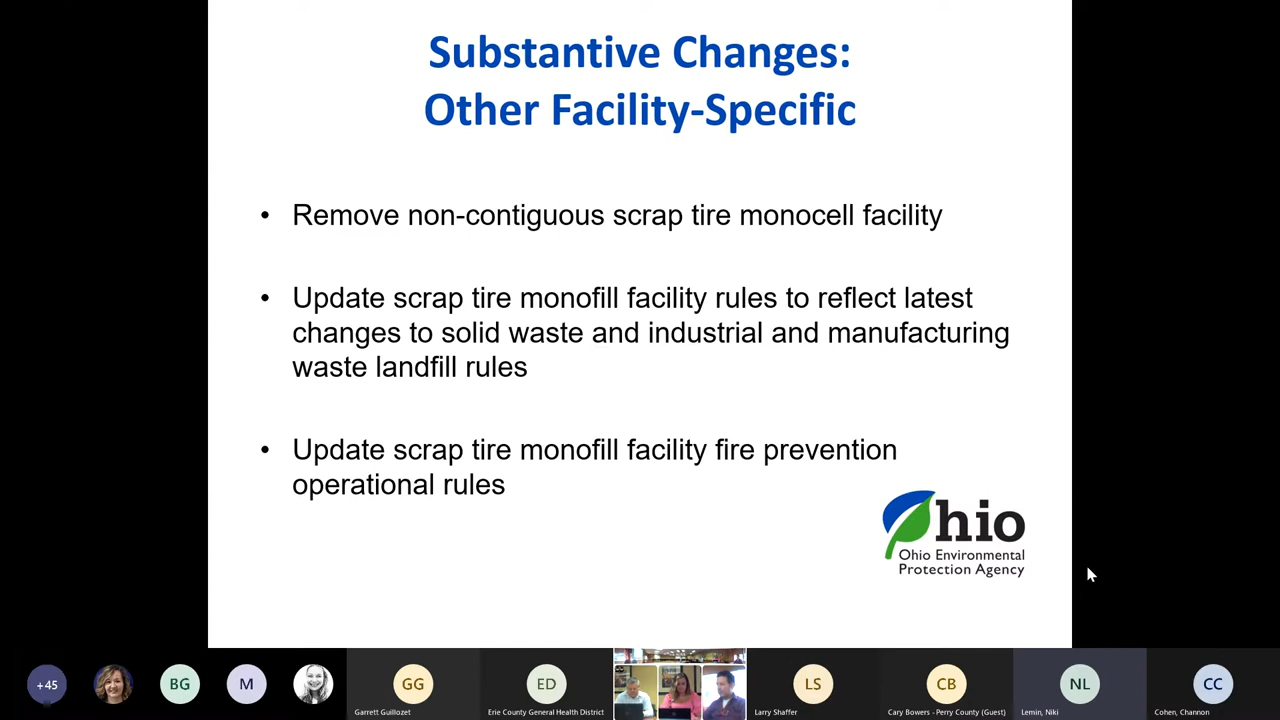 Substantive Changes:
Other Facility-Specific
• Remove non-contiguous scrap tire monocell facility
• Update scrap tire monofill facility rules to reflect latest
changes to solid waste and industrial and manufacturing
waste landfill rules
• Update scrap tire monofill facility fire prevention
operational rules
Ohio
Ohio Environmental
Protection Agency
+45
BG
M
GG
ED
LS
CB
NL
CC
Garrett Guillozet
Erie County General Health District
Larry Shaffer
Cary Bowers - Perry County (Guest)
Lemin, Niki
Cohen, Channon